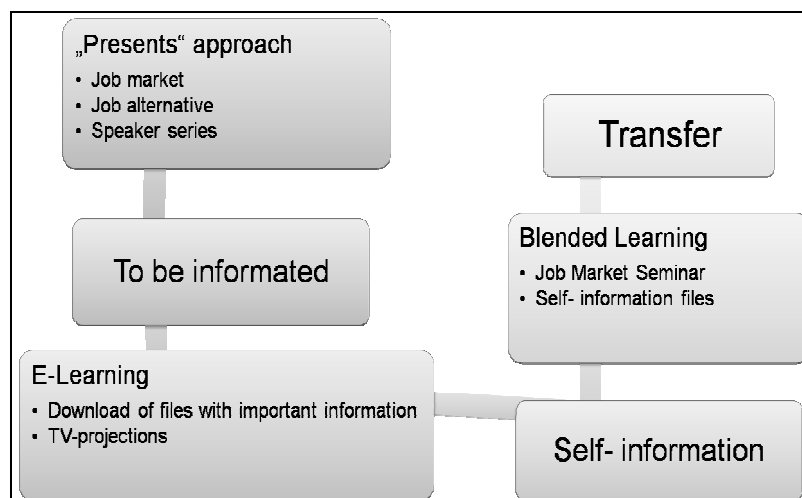 „Presents“ approach
• Job market
• Job alternative
• Speaker series
To be informated
E-Learning
• Download of files with important information
• TV-projections
Self- information
Blended Learning
• Job Market Seminar
• Self- information files
Transfer